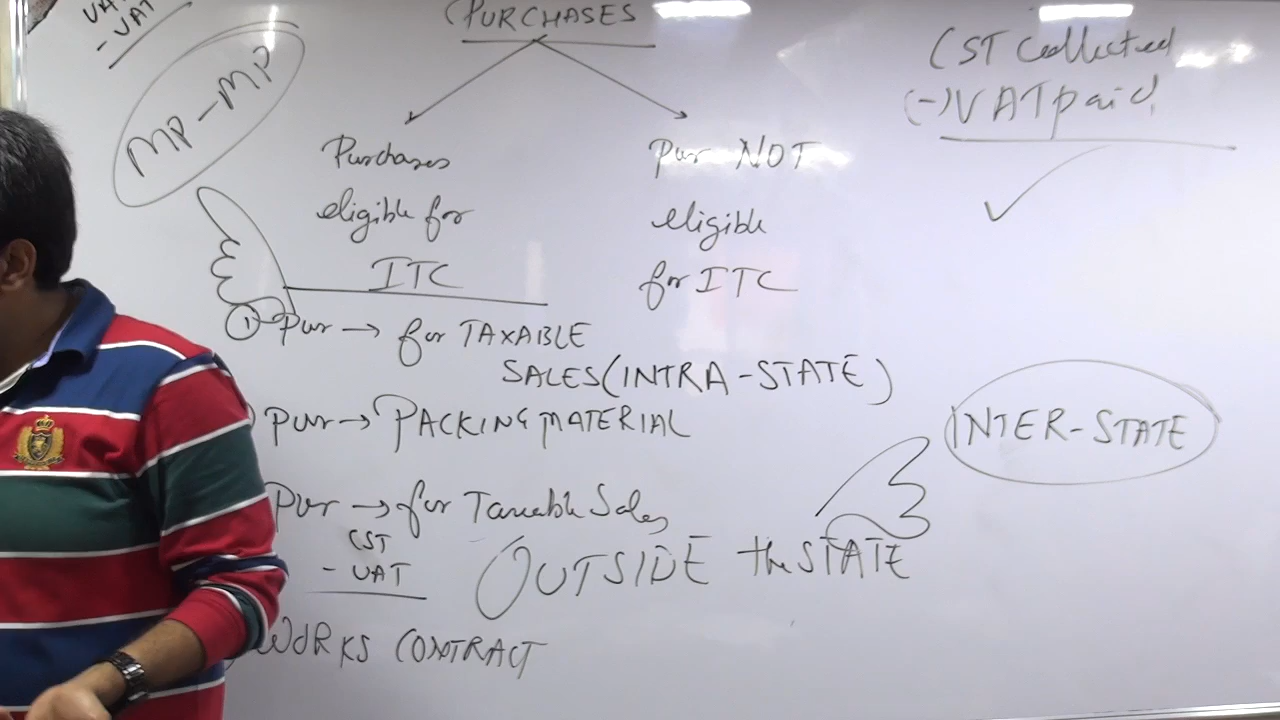 VAT
- VAT
MP - MP
PURCHASES
CST Collected
(-) VAT paid
Purchases
eligible for
ITC
Pur NOT
eligible
for ITC
① Pur → for TAXABLE
SALES (INTRA - STATE)
) Pur → PACKING MATERIAL
INTER - STATE
Pur → for Taxable Sales
CST
- VAT
OUTSIDE the STATE
WORKS CONTRACT